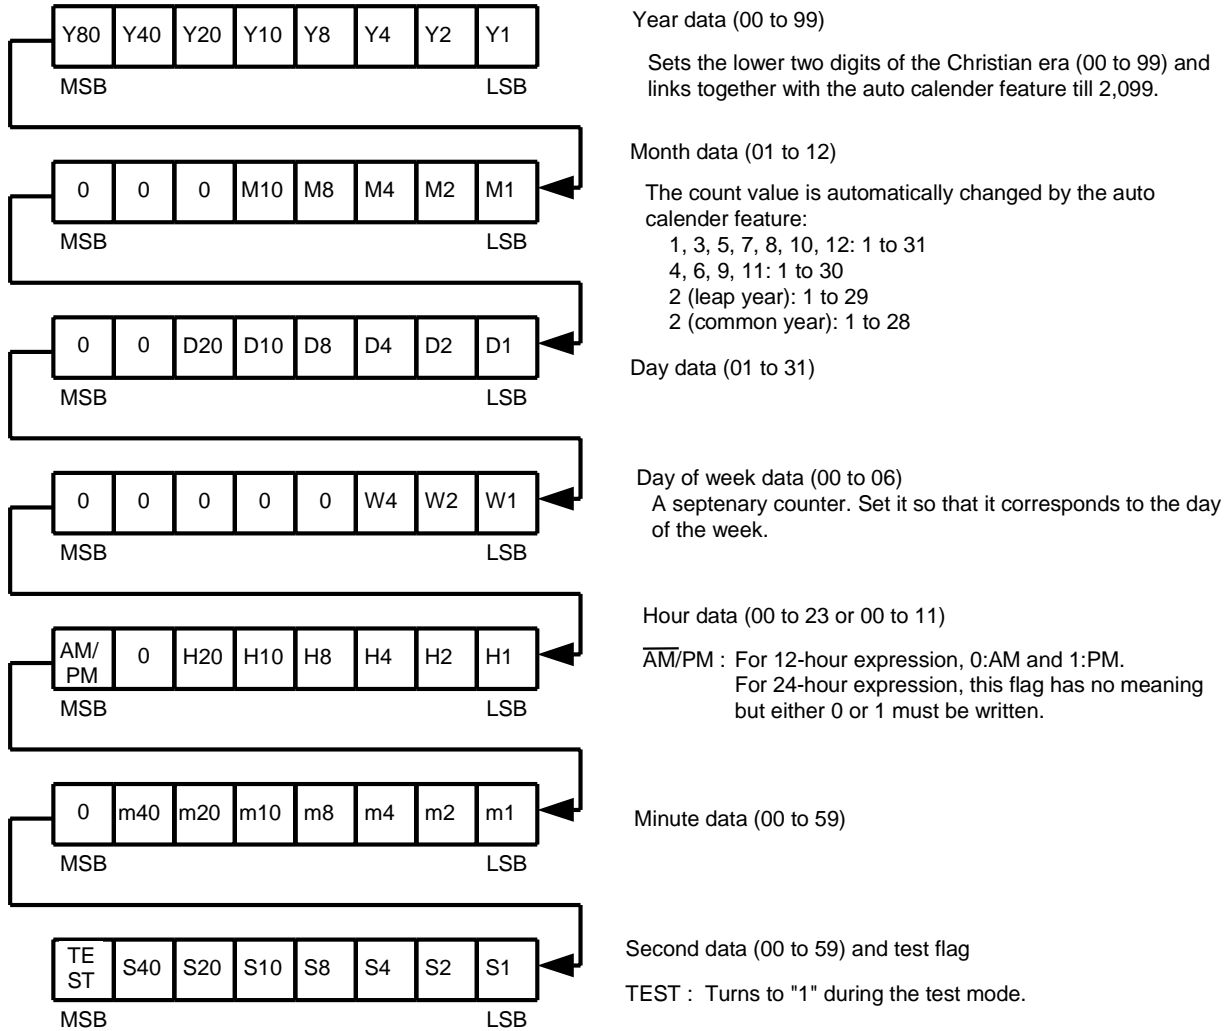 Y80 Y40 Y20 Y10 Y8 Y4 Y2 Y1
MSB LSB
Year data (00 to 99)
Sets the lower two digits of the Christian era (00 to 99) and
links together with the auto calender feature till 2,099.
0 0 0 M10 M8 M4 M2 M1
MSB LSB
Month data (01 to 12)
The count value is automatically changed by the auto
calender feature:
1, 3, 5, 7, 8, 10, 12: 1 to 31
4, 6, 9, 11: 1 to 30
2 (leap year): 1 to 29
2 (common year): 1 to 28
0 0 D20 D10 D8 D4 D2 D1
MSB LSB
Day data (01 to 31)
0 0 0 0 0 W4 W2 W1
MSB LSB
Day of week data (00 to 06)
A septenary counter. Set it so that it corresponds to the day
of the week.
AM/
PM 0 H20 H10 H8 H4 H2 H1
MSB LSB
Hour data (00 to 23 or 00 to 11)
A̅M̅/PM : For 12-hour expression, 0:AM and 1:PM.
For 24-hour expression, this flag has no meaning
but either 0 or 1 must be written.
0 m40 m20 m10 m8 m4 m2 m1
MSB LSB
Minute data (00 to 59)
TE
ST S40 S20 S10 S8 S4 S2 S1
MSB LSB
Second data (00 to 59) and test flag
TEST : Turns to "1" during the test mode.